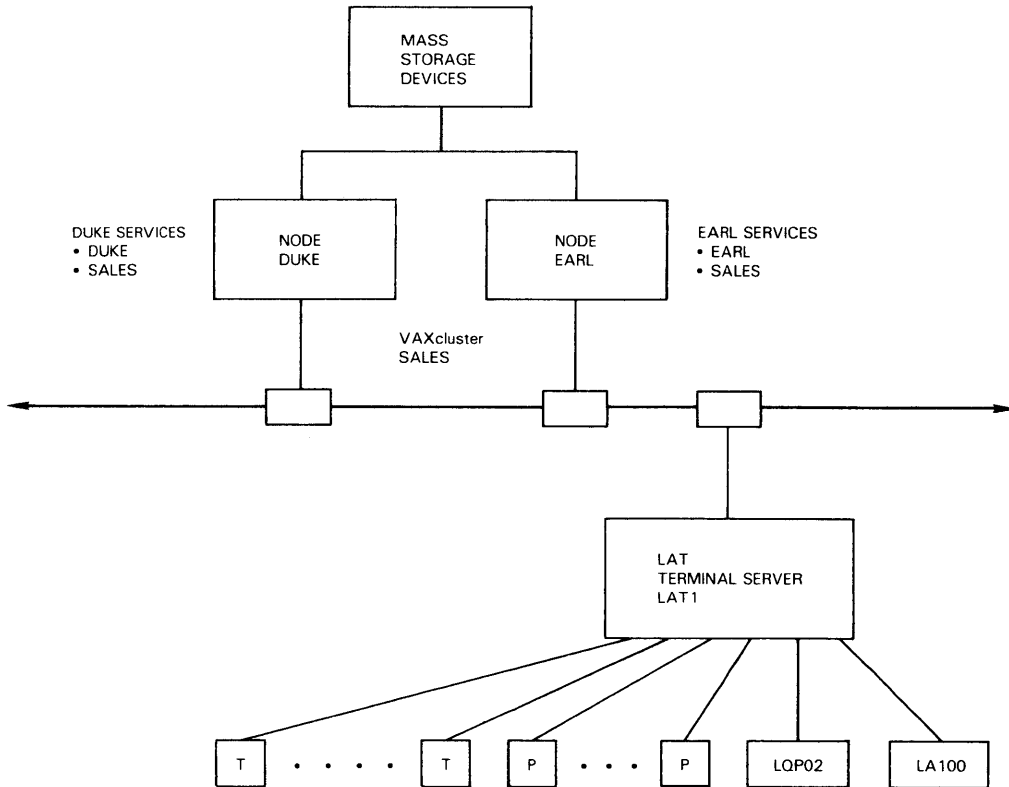 MASS
STORAGE
DEVICES
DUKE SERVICES
• DUKE
• SALES
NODE
DUKE
NODE
EARL
EARL SERVICES
• EARL
• SALES
VAXcluster
SALES
LAT
TERMINAL SERVER
LAT1
T • • • • T P • • • P LQP02 LA100